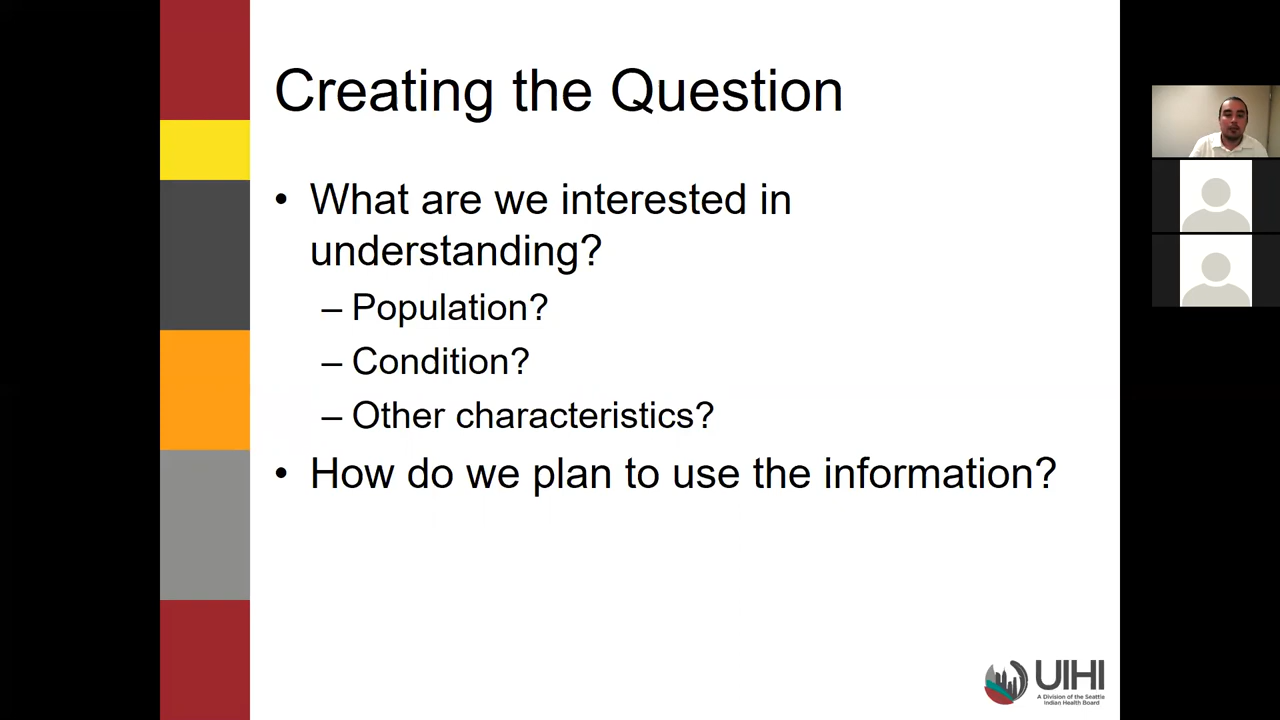 Creating the Question
• What are we interested in
understanding?
– Population?
– Condition?
– Other characteristics?
• How do we plan to use the information?
UIHI
A Division of the Seattle
Indian Health Board